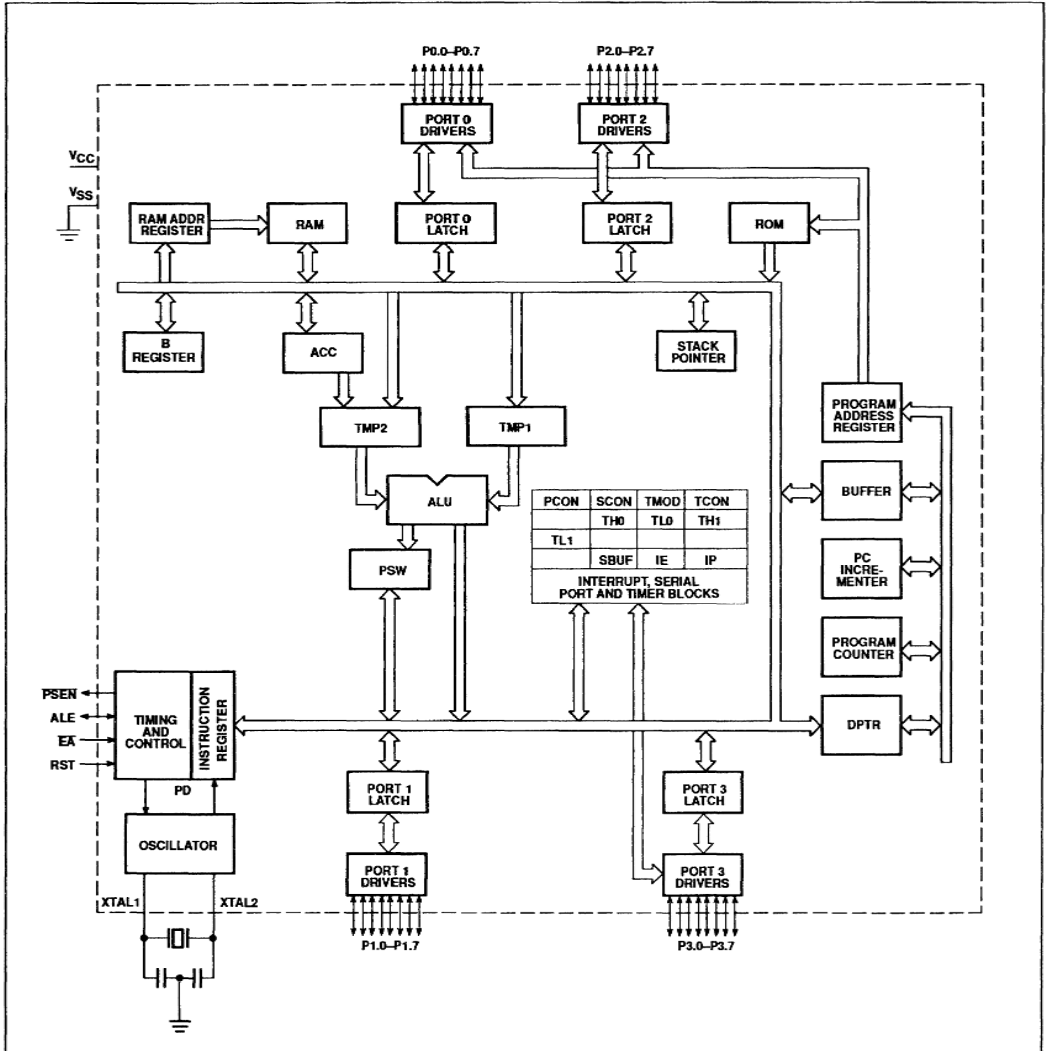 P0.0–P0.7
P2.0–P2.7
PORT 0
DRIVERS
PORT 2
DRIVERS
VCC
VSS
RAM ADDR
REGISTER
RAM
PORT 0
LATCH
PORT 2
LATCH
ROM
B
REGISTER
ACC
STACK
POINTER
TMP2
TMP1
PROGRAM
ADDRESS
REGISTER
ALU
BUFFER
PCON SCON TMOD TCON
TH0 TL0 TH1
TL1
SBUF IE IP
INTERRUPT, SERIAL
PORT AND TIMER BLOCKS
PSW
PC
INCRE-
MENTER
PROGRAM
COUNTER
PSEN
ALE
EA
RST
TIMING
AND
CONTROL
INSTRUCTION
REGISTER
DPTR
PD
PORT 1
LATCH
PORT 3
LATCH
OSCILLATOR
PORT 1
DRIVERS
PORT 3
DRIVERS
XTAL1
XTAL2
P1.0–P1.7
P3.0–P3.7